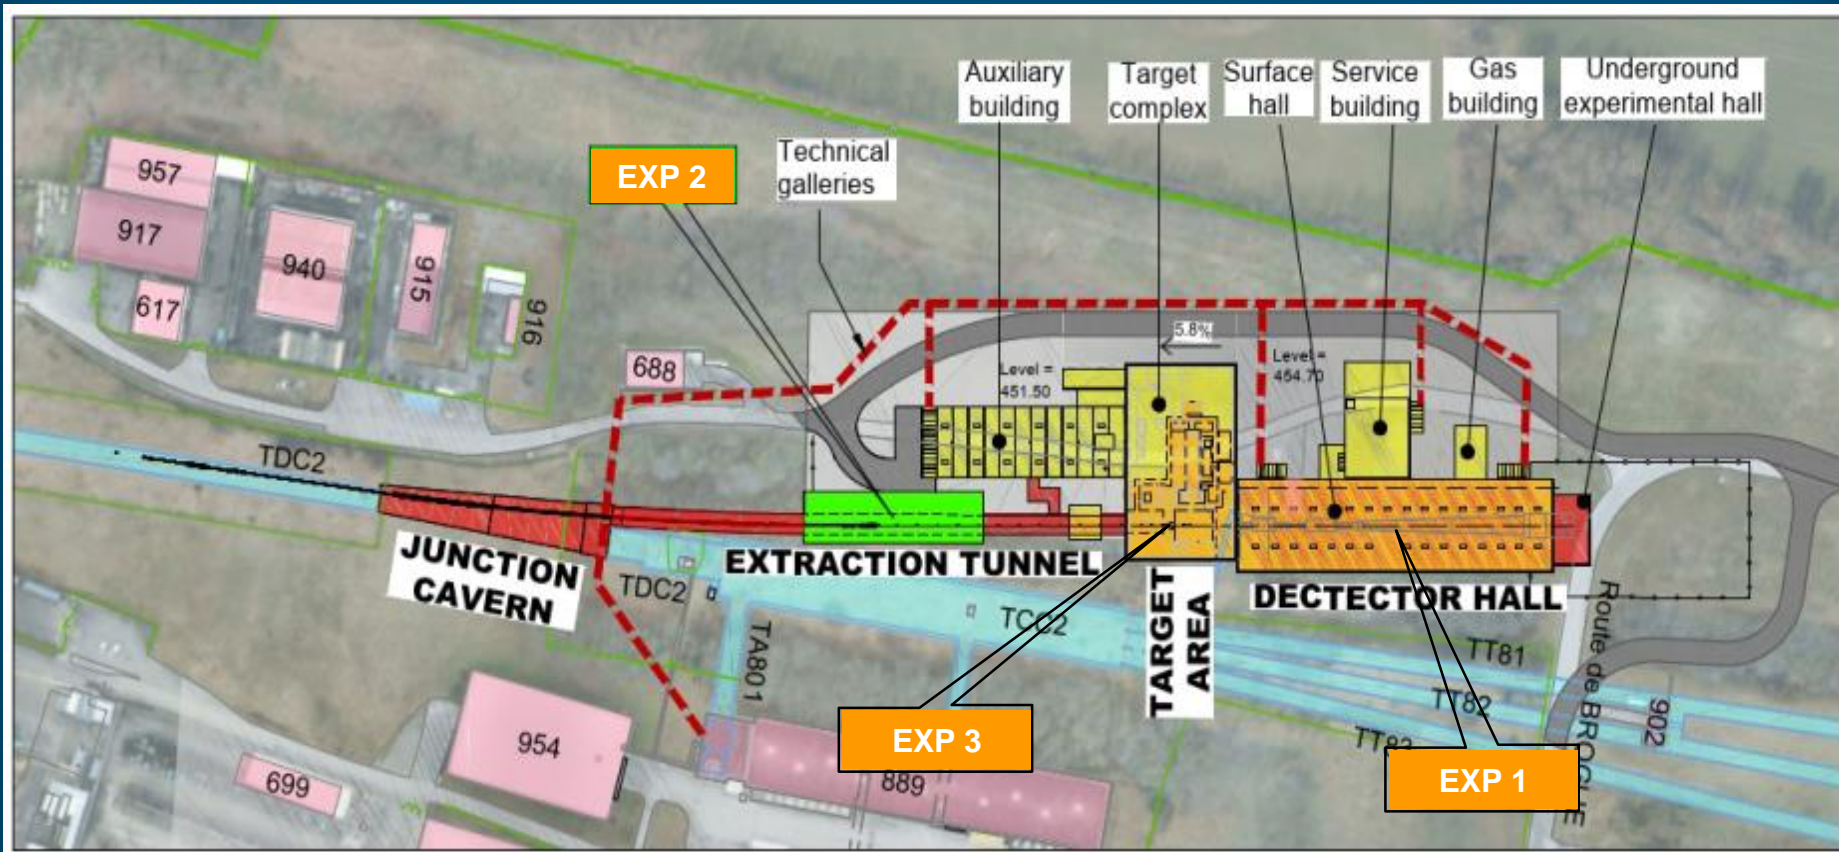 Auxiliary
building
Target
complex
Surface
hall
Service
building
Gas
building
Underground
experimental hall
Technical
galleries
EXP 2
957
917
940
915
916
617
688
5.8%
Level =
451.50
Level =
454.70
TDC2
JUNCTION
CAVERN
EXTRACTION TUNNEL
TARGET
AREA
DECTECTOR HALL
TDC2
TCC2
TA801
TT81
TT82
TT83
Route de BROGLIE
902
954
699
889
EXP 3
EXP 1